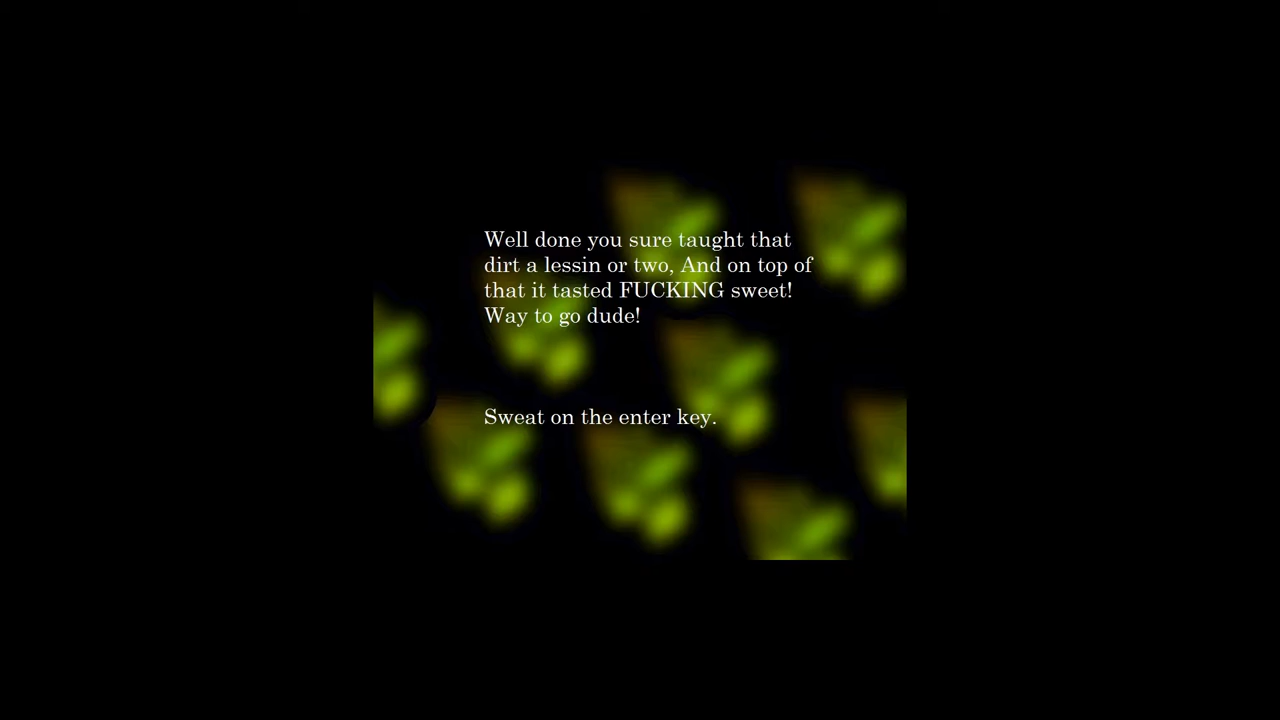 Well done you sure taught that
dirt a lessin or two, And on top of
that it tasted FUCKING sweet!
Way to go dude!
Sweat on the enter key.